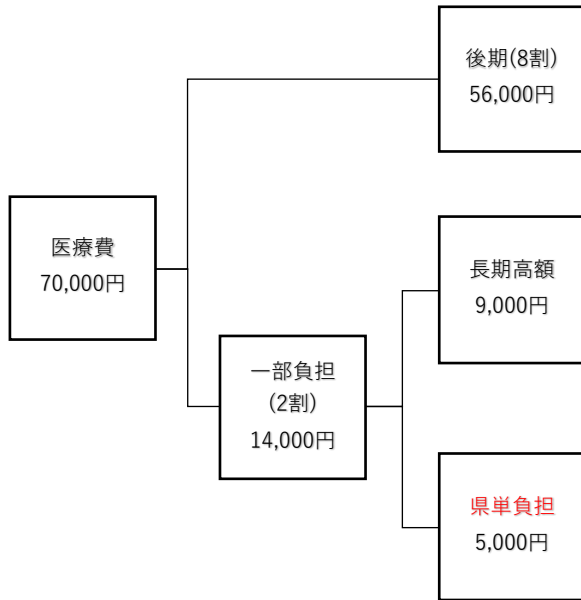 後期(8割)
56,000円
医療費
70,000円
長期高額
9,000円
一部負担
(2割)
14,000円
県単負担
5,000円